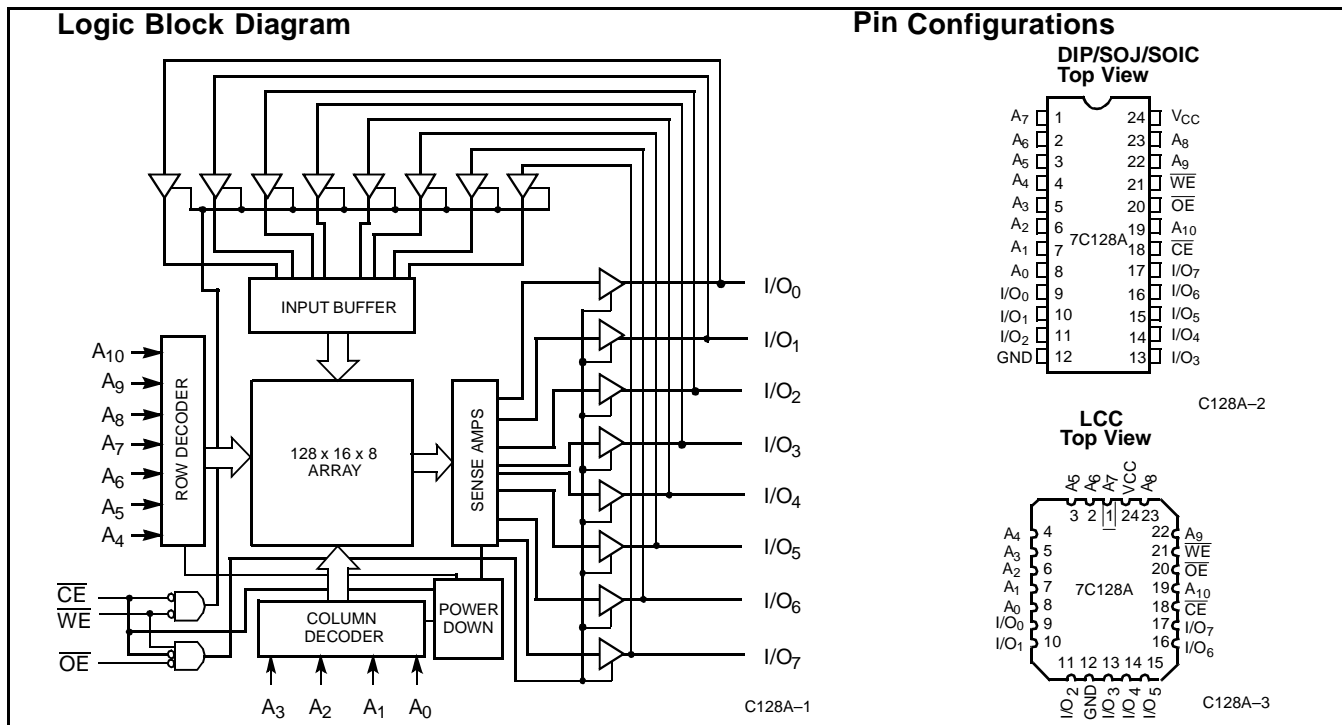 Logic Block Diagram
Pin Configurations
INPUT BUFFER
A10
A9
A8
A7
A6
A5
A4
ROW DECODER
128 x 16 x 8
ARRAY
SENSE AMPS
COLUMN
DECODER
POWER
DOWN
CE
WE
OE
A3
A2
A1
A0
I/O0
I/O1
I/O2
I/O3
I/O4
I/O5
I/O6
I/O7
C128A–1
DIP/SOJ/SOIC
Top View
A7 1 24 VCC
A6 2 23 A8
A5 3 22 A9
A4 4 21 WE
A3 5 20 OE
A2 6 19 A10
A1 7 18 CE
A0 8 17 I/O7
I/O0 9 16 I/O6
I/O1 10 15 I/O5
I/O2 11 14 I/O4
GND 12 13 I/O3
7C128A
C128A–2
LCC
Top View
A5 A6 A7 VCC A8
3 2 1 24 23
A4 4 22 A9
A3 5 21 WE
A2 6 20 OE
A1 7 19 A10
A0 8 18 CE
I/O0 9 17 I/O7
I/O1 10 16 I/O6
7C128A
11 12 13 14 15
I/O2 GND I/O3 I/O4 I/O5
C128A–3